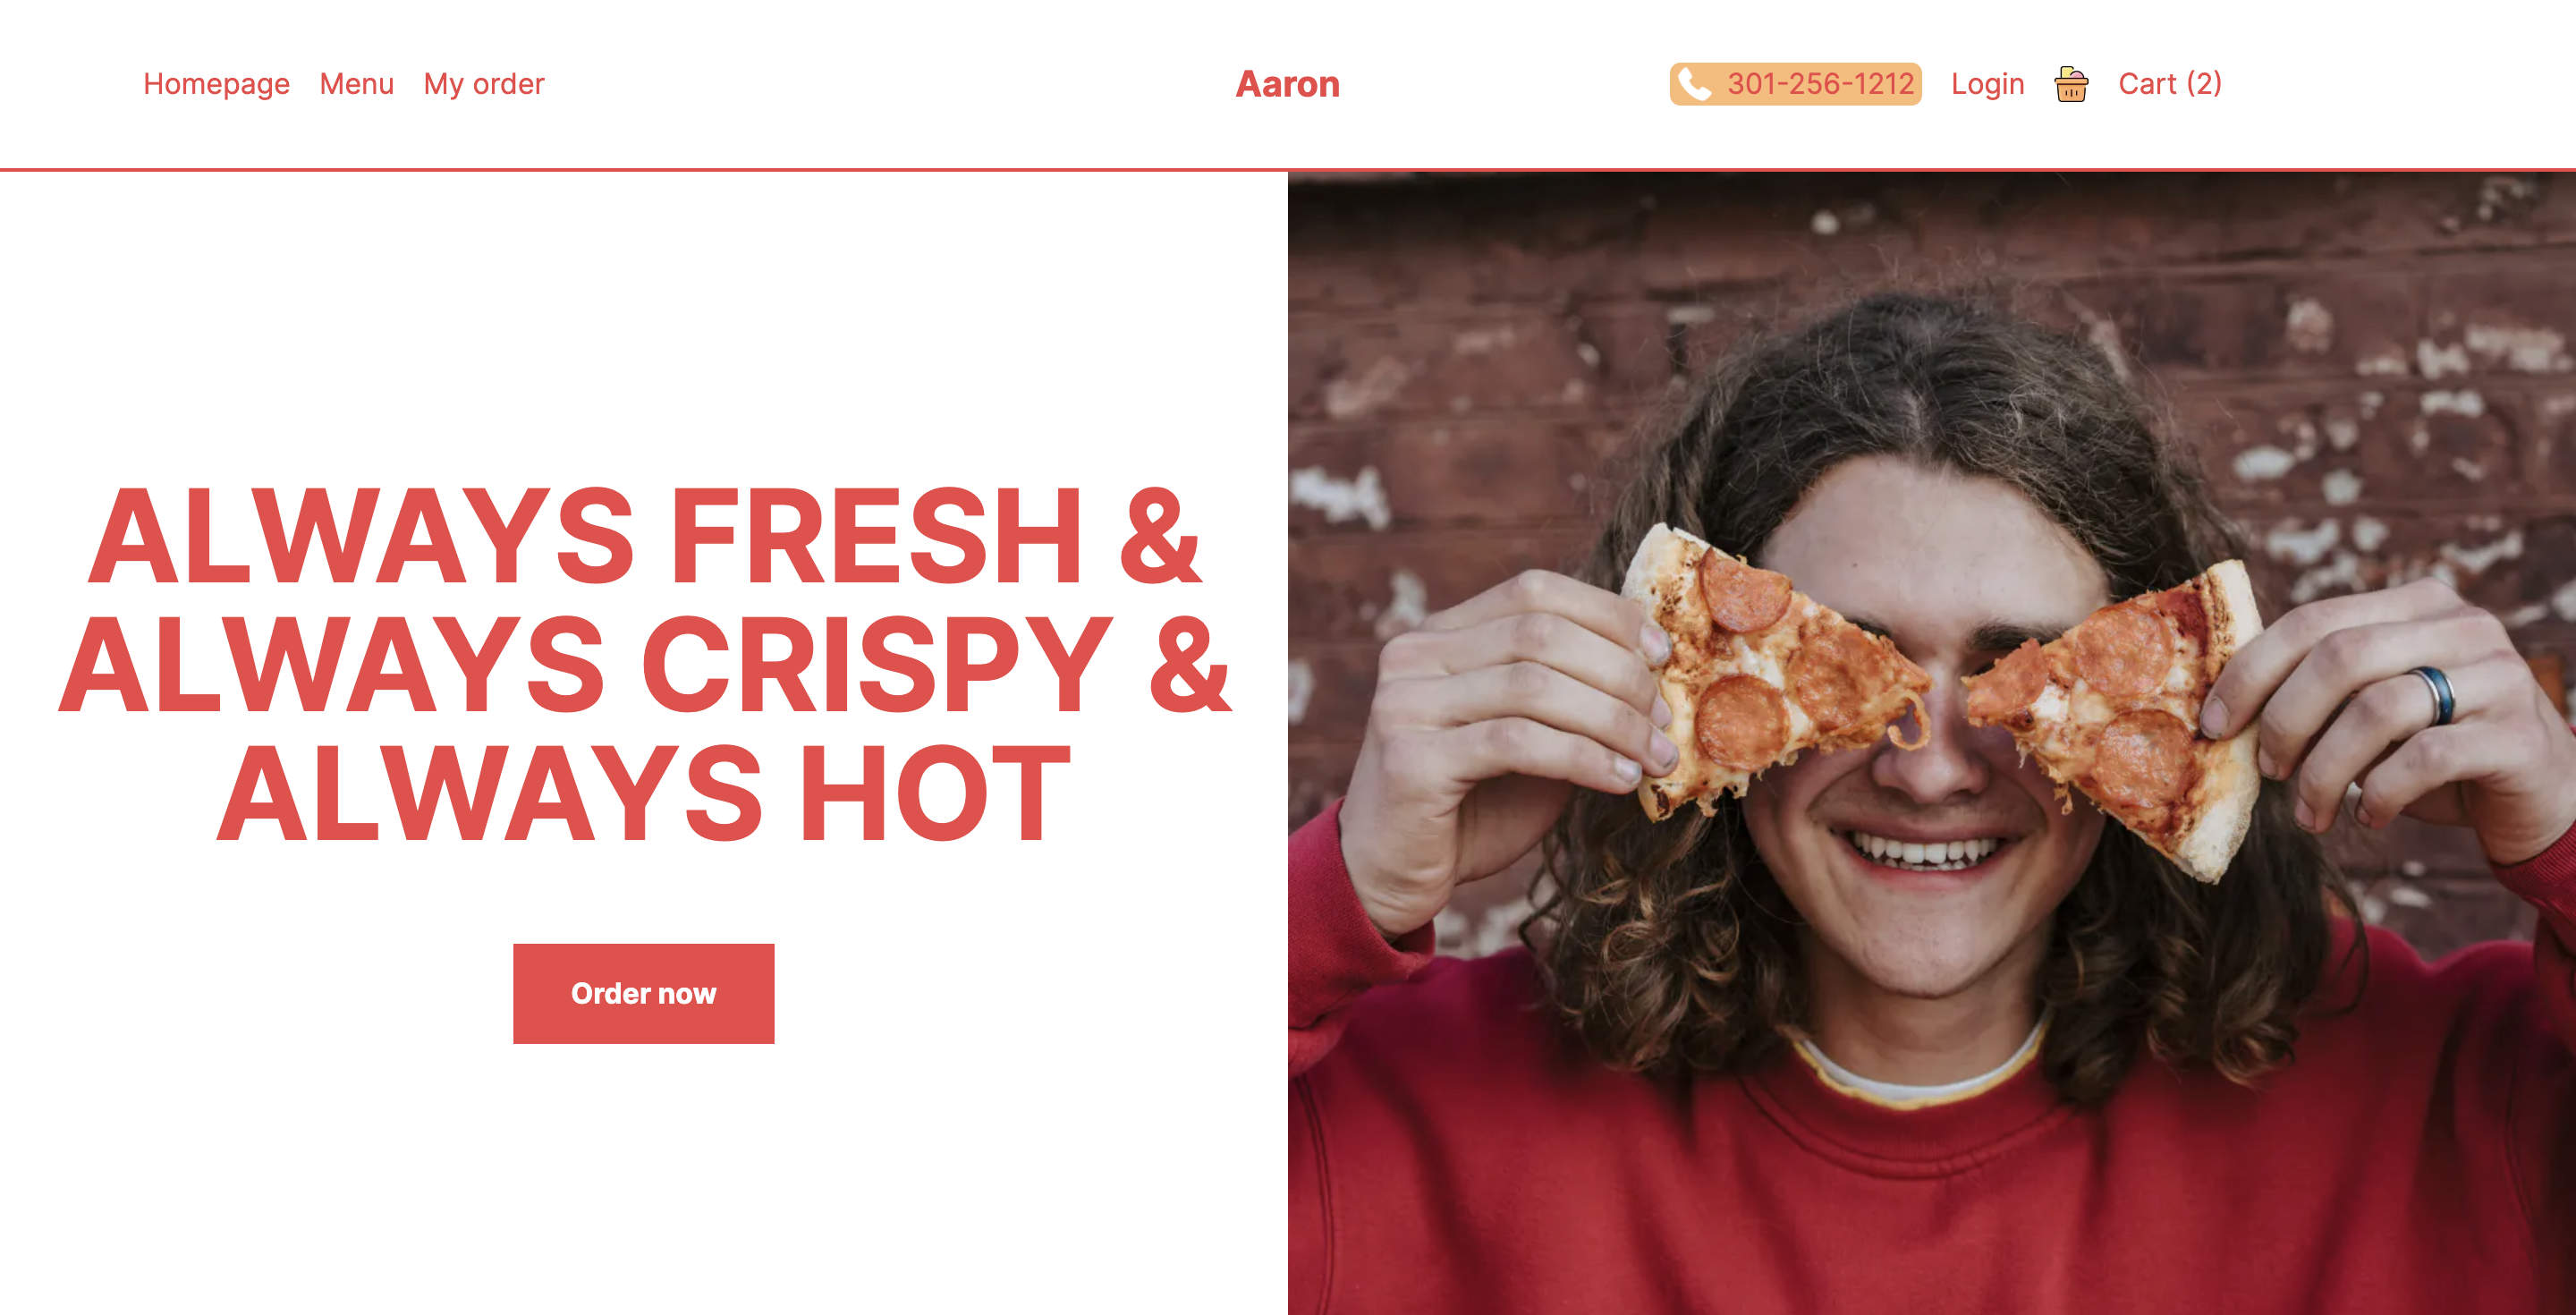 Homepage Menu My order Aaron 301-256-1212 Login Cart (2)
ALWAYS FRESH &
ALWAYS CRISPY &
ALWAYS HOT
Order now